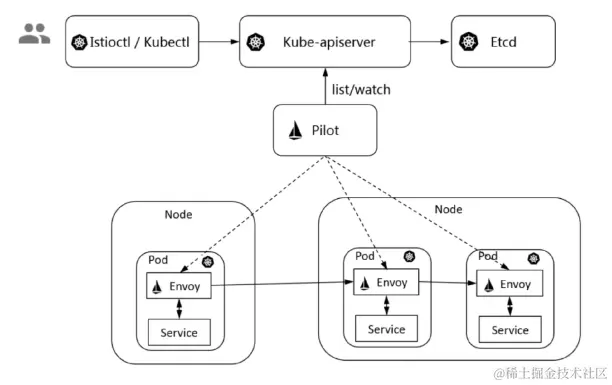 Istioctl / Kubectl
Kube-apiserver
Etcd
list/watch
Pilot
Node
Node
Pod
Pod
Pod
Envoy
Envoy
Envoy
Service
Service
Service
@稀土掘金技术社区